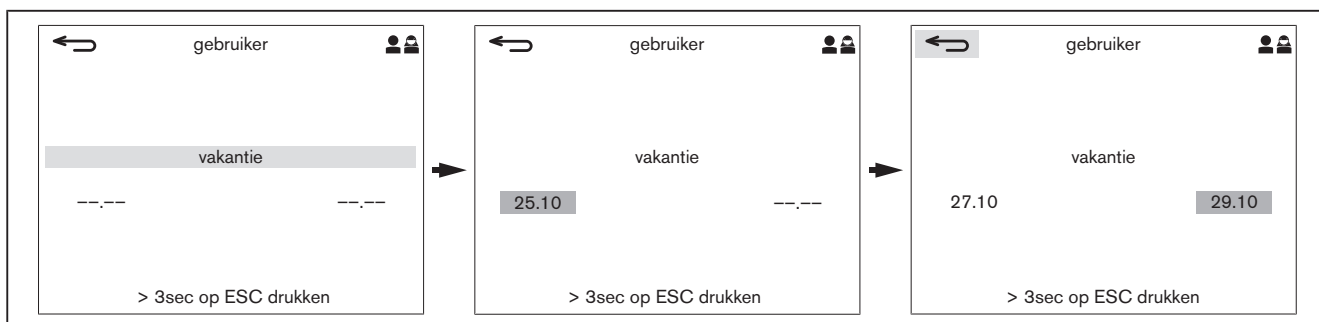 gebruiker
vakantie
––.–– ––.––
> 3sec op ESC drukken
gebruiker
vakantie
25.10 ––.––
> 3sec op ESC drukken
gebruiker
vakantie
27.10 29.10
> 3sec op ESC drukken